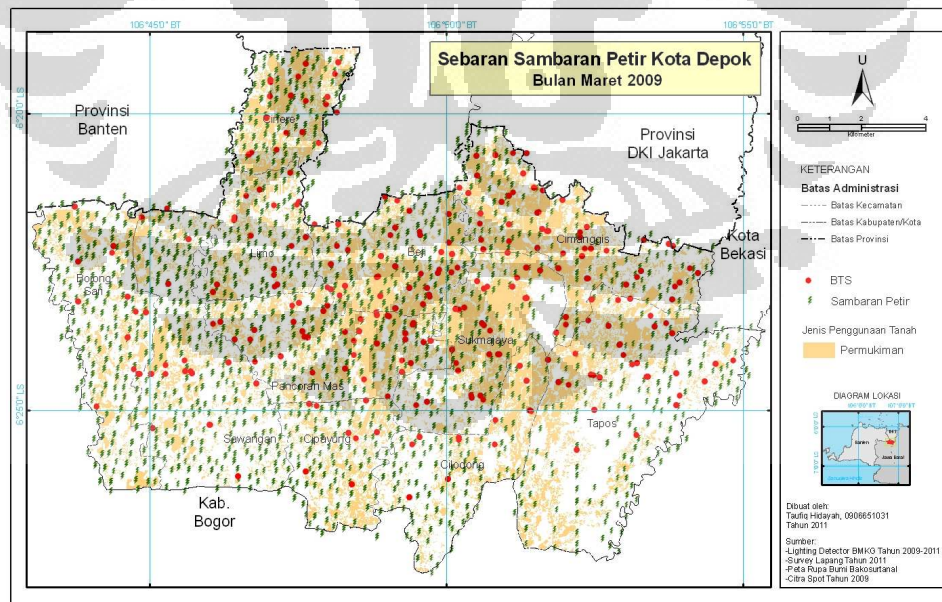 106°45'0" BT
106°50'0" BT
106°55'0" BT
Sebaran Sambaran Petir Kota Depok
Bulan Maret 2009
6°20'0" LS
6°25'0" LS
Provinsi
Banten
Provinsi
DKI Jakarta
Kota
Bekasi
Kab.
Bogor
Cinere
Limo
Beji
Cimanggis
Bojong
Sari
Sukmajaya
Pancoran Mas
Sawangan
Cipayung
Tapos
Cilodong
U
0 1 2 4
Kilometer
KETERANGAN
Batas Administrasi
Batas Kecamatan
Batas Kabupaten/Kota
Batas Provinsi
BTS
Sambaran Petir
Jenis Penggunaan Tanah
Permukiman
DIAGRAM LOKASI
Banten
Jawa Barat
Dibuat oleh:
Taufiq Hidayah, 0906651031
Tahun 2011
Sumber:
-Lighting Detector BMKG Tahun 2009-2011
-Survey Lapang Tahun 2011
-Peta Rupa Bumi Bakosurtanal
-Citra Spot Tahun 2009